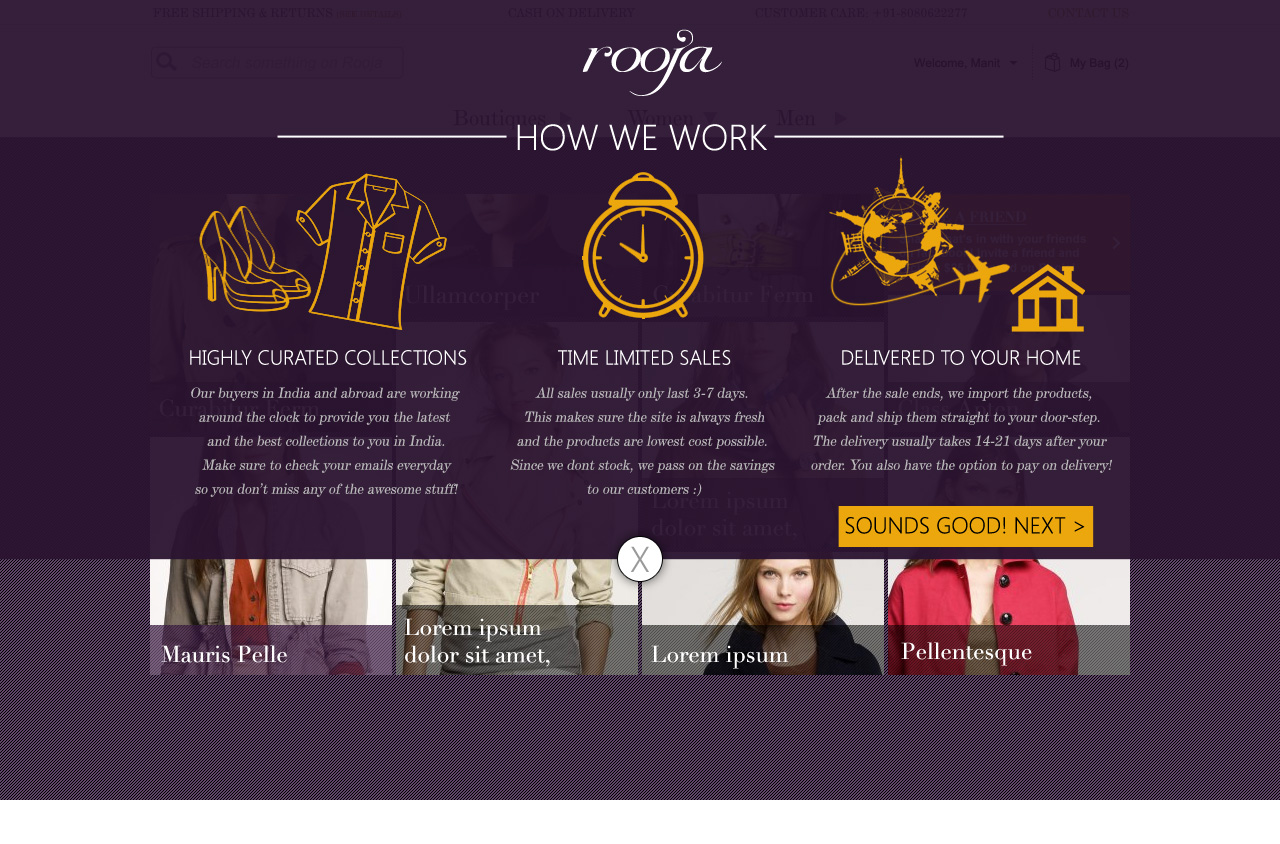 FREE SHIPPING & RETURNS
CASH ON DELIVERY
CUSTOMER CARE
CONTACT US
rooja
Search something on Rooja
Welcome, Manit
My Bag (2)
Boutiques
Women
Men
HOW WE WORK
A FRIEND
Ullamcorper
Curabitur Ferm
HIGHLY CURATED COLLECTIONS
Our buyers in India and abroad are working
around the clock to provide you the latest
and the best collections to you in India.
Make sure to check your emails everyday
so you don't miss any of the awesome stuff!
TIME LIMITED SALES
All sales usually only last 3-7 days.
This makes sure the site is always fresh
and the products are lowest cost possible.
Since we dont stock, we pass on the savings
to our customers :)
DELIVERED TO YOUR HOME
After the sale ends, we import the products,
pack and ship them straight to your door-step.
The delivery usually takes 14-21 days after your
order. You also have the option to pay on delivery!
Lorem ipsum
dolor sit amet,
SOUNDS GOOD! NEXT >
X
Mauris Pelle
Lorem ipsum
dolor sit amet,
Lorem ipsum
Pellentesque